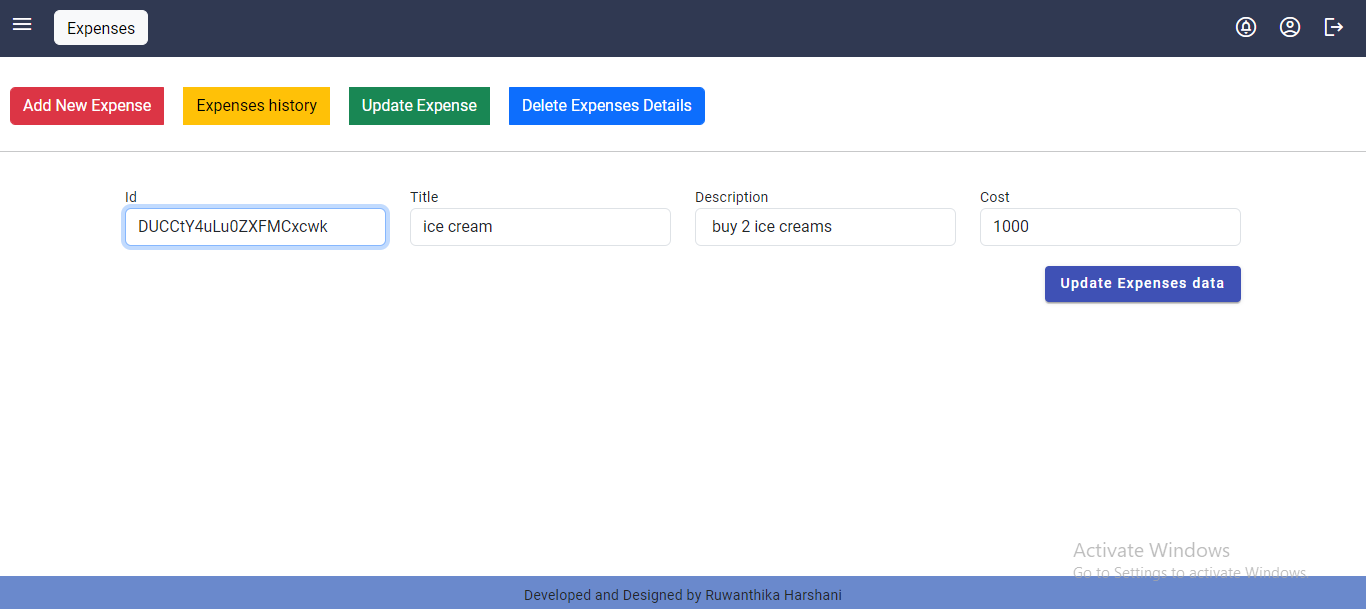 Expenses
Add New Expense Expenses history Update Expense Delete Expenses Details
Id Title Description Cost
DUCCtY4uLu0ZXFMCxcwk ice cream buy 2 ice creams 1000
Update Expenses data
Activate Windows
Go to Settings to activate Windows.
Developed and Designed by Ruwanthika Harshani